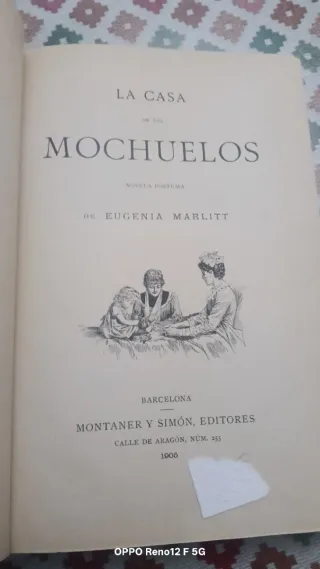 LA CASA
DE LOS
MOCHUELOS
NOVELA PÓSTUMA
DE EUGENIA MARLITT
BARCELONA
MONTANER Y SIMÓN, EDITORES
CALLE DE ARAGÓN, NÚM. 255
1905
OPPO Reno12 F 5G